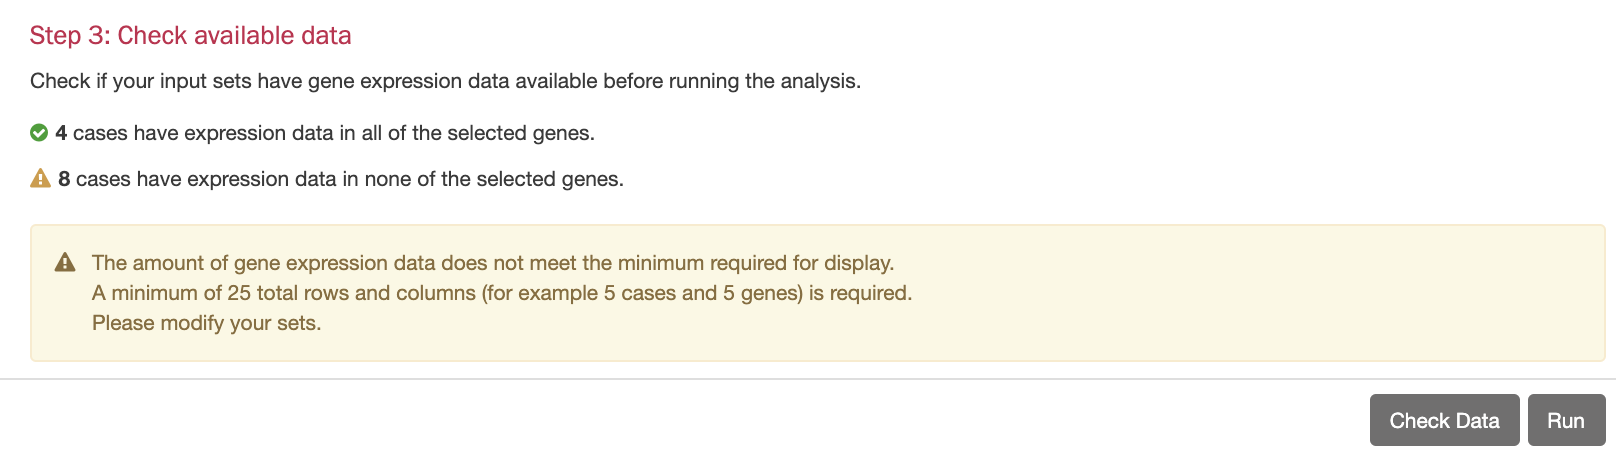 Step 3: Check available data
Check if your input sets have gene expression data available before running the analysis.
4 cases have expression data in all of the selected genes.
8 cases have expression data in none of the selected genes.
The amount of gene expression data does not meet the minimum required for display.
A minimum of 25 total rows and columns (for example 5 cases and 5 genes) is required.
Please modify your sets.
Check Data Run